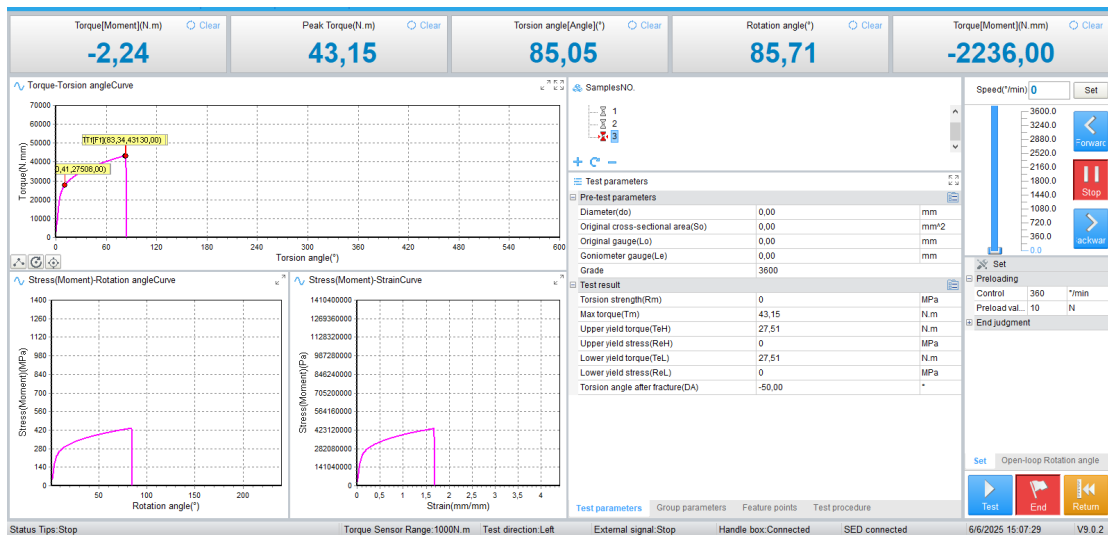 Torque[Moment](N.m) Clear
-2,24
Peak Torque(N.m) Clear
43,15
Torsion angle[Angle](°) Clear
85,05
Rotation angle(°) Clear
85,71
Torque[Moment](N.mm) Clear
-2236,00
Torque-Torsion angleCurve
70000
60000
50000
40000
30000
20000
10000
0
Torque(N.mm)
TT1[F1](83,34,43130,00)
0,41,27508,00)
0 60 120 180 240 300 360 420 480 540 600
Torsion angle(°)
Stress(Moment)-Rotation angleCurve
1400
1260
1120
980
840
700
560
420
280
140
0
Stress(Moment)(MPa)
50 100 150 200
Rotation angle(°)
Stress(Moment)-StrainCurve
1410400000
1269360000
1128320000
987280000
846240000
705200000
564160000
423120000
282080000
141040000
0
Stress(Moment)(Pa)
0 0,5 1 1,5 2 2,5 3 3,5 4
Strain(mm/mm)
SamplesNO.
1
2
3
Test parameters
Pre-test parameters
Diameter(do) 0,00 mm
Original cross-sectional area(So) 0,00 mm^2
Original gauge(Lo) 0,00 mm
Goniometer gauge(Le) 0,00 mm
Grade 3600
Test result
Torsion strength(Rm) 0 MPa
Max torque(Tm) 43,15 N.m
Upper yield torque(TeH) 27,51 N.m
Upper yield stress(ReH) 0 MPa
Lower yield torque(TeL) 27,51 N.m
Lower yield stress(ReL) 0 MPa
Torsion angle after fracture(DA) -50,00 °
Test parameters Group parameters Feature points Test procedure
Speed(°/min) 0 Set
3600.0
3240.0
2880.0
2520.0
2160.0
1800.0
1440.0
1080.0
720.0
360.0
0.0
Forward
Stop
ackwar
Set
Preloading
Control 360 °/min
Preload val... 10 N
End judgment
Set Open-loop Rotation angle
Test End Return
Status Tips:Stop Torque Sensor Range:1000N.m Test direction:Left External signal:Stop Handle box:Connected SED connected 6/6/2025 15:07:29 V9.0.2